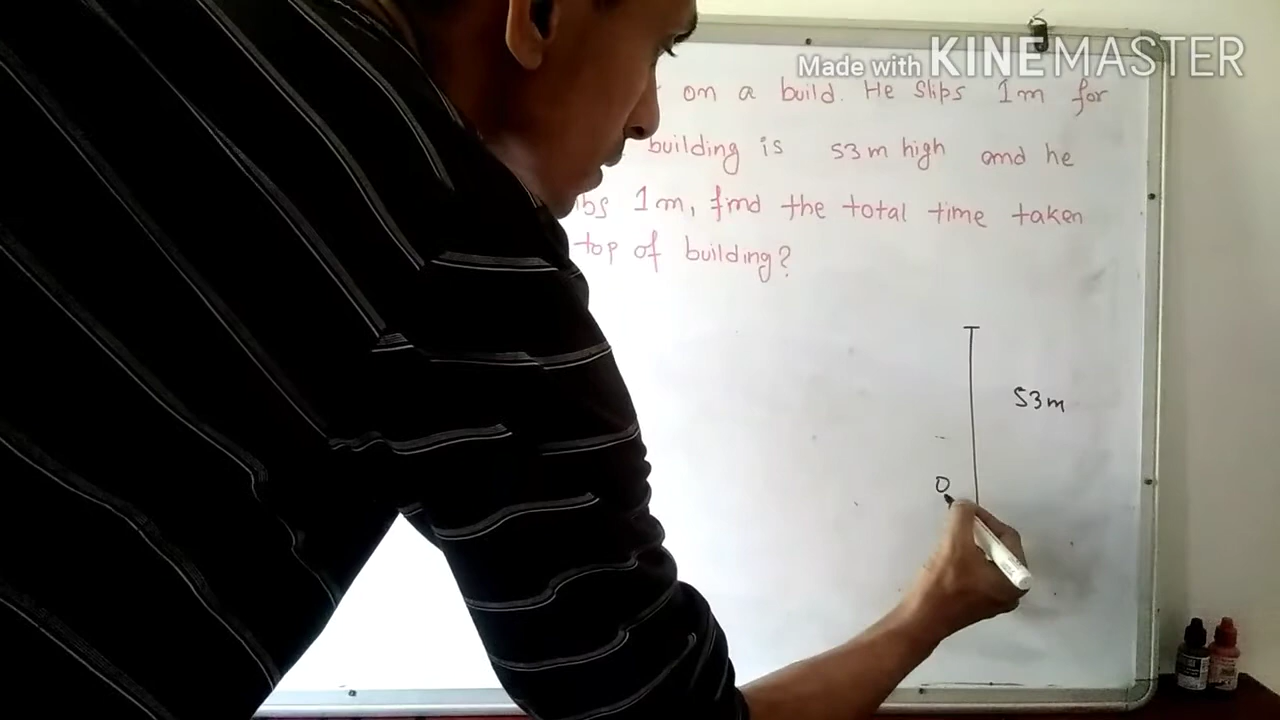 Made with KINEMASTER
on a build. He Slips 1m for
building is 53m high and he
1m, find the total time taken
top of building?
53m
0